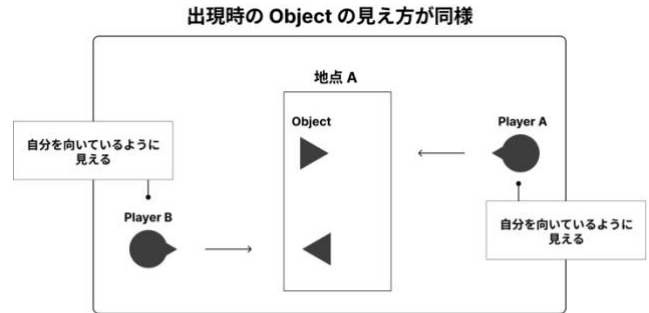 出現時の Object の見え方が同様
地点 A
Object
Player A
自分を向いているように
見える
Player B
自分を向いているように
見える